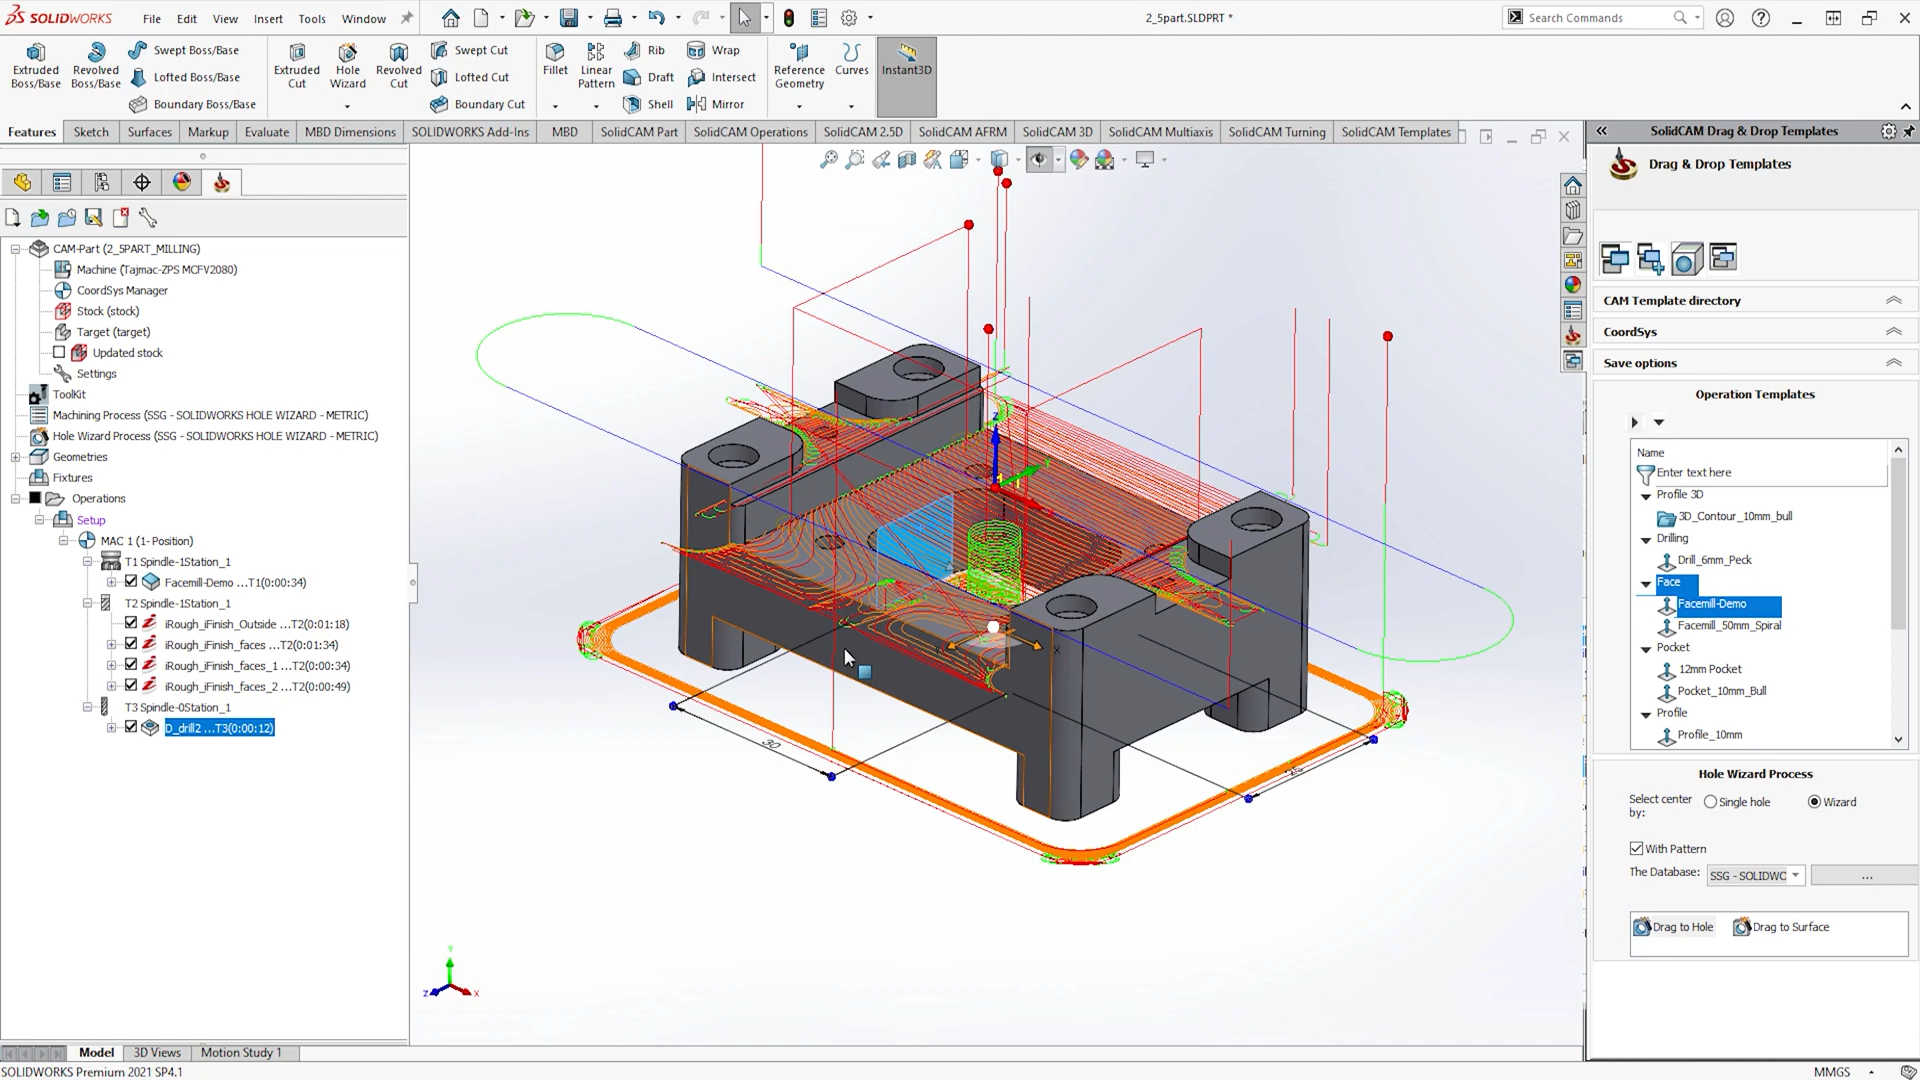 SOLIDWORKS File Edit View Insert Tools Window 2_5part.SLDPRT * Search Commands
Extruded Boss/Base
Revolved Boss/Base
Swept Boss/Base
Lofted Boss/Base
Boundary Boss/Base
Extruded Cut
Hole Wizard
Revolved Cut
Swept Cut
Lofted Cut
Boundary Cut
Fillet
Linear Pattern
Rib
Draft
Shell
Wrap
Intersect
Mirror
Reference Geometry
Curves
Instant3D
Features Sketch Surfaces Markup Evaluate MBD Dimensions SOLIDWORKS Add-Ins MBD SolidCAM Part SolidCAM Operations SolidCAM 2.5D SolidCAM AFRM SolidCAM 3D SolidCAM Multiaxis SolidCAM Turning SolidCAM Templates
CAM-Part (2_5PART_MILLING)
Machine (Tajmac-ZPS MCFV2080)
CoordSys Manager
Stock (stock)
Target (target)
Updated stock
Settings
ToolKit
Machining Process (SSG - SOLIDWORKS HOLE WIZARD - METRIC)
Hole Wizard Process (SSG - SOLIDWORKS HOLE WIZARD - METRIC)
Geometries
Fixtures
Operations
Setup
MAC 1 (1- Position)
T1 Spindle-1Station_1
Facemill-Demo ...T1(0:00:34)
T2 Spindle-1Station_1
iRough_iFinish_Outside ...T2(0:01:18)
iRough_iFinish_faces ...T2(0:01:34)
iRough_iFinish_faces_1 ...T2(0:00:34)
iRough_iFinish_faces_2 ...T2(0:00:49)
T3 Spindle-0Station_1
D_drill2 ...T3(0:00:12)
Z
Y
X
30
Y
Z
X
SolidCAM Drag & Drop Templates
Drag & Drop Templates
CAM Template directory
CoordSys
Save options
Operation Templates
Name
Enter text here
Profile 3D
3D_Contour_10mm_bull
Drilling
Drill_6mm_Peck
Face
Facemill-Demo
Facemill_50mm_Spiral
Pocket
12mm Pocket
Pocket_10mm_Bull
Profile
Profile_10mm
Hole Wizard Process
Select center by: Single hole Wizard
With Pattern
The Database: SSG - SOLIDWC ...
Drag to Hole Drag to Surface
Model 3D Views Motion Study 1
SOLIDWORKS Premium 2021 SP4.1 MMGS